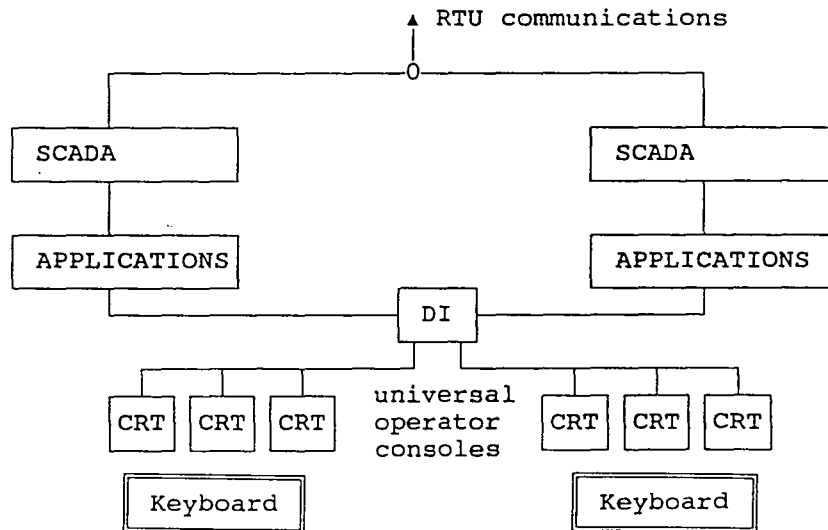 RTU communications
O
SCADA
SCADA
APPLICATIONS
APPLICATIONS
DI
CRT CRT CRT
universal
operator
consoles
CRT CRT CRT
Keyboard
Keyboard